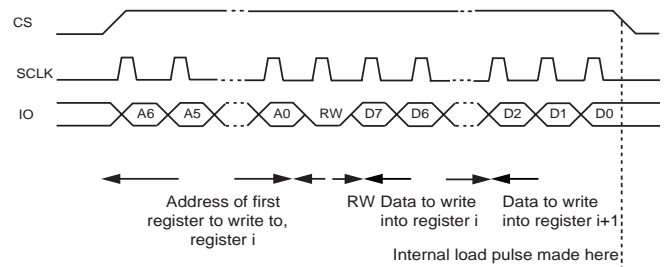 CS
SCLK
IO
A6 A5 A0 RW D7 D6 D2 D1 D0
Address of first
register to write to,
register i
RW Data to write
into register i
Data to write
into register i+1
Internal load pulse made here